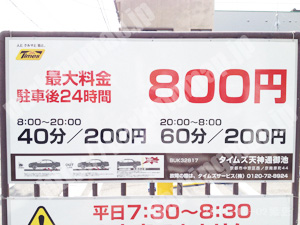 Times
最大料金
駐車後24時間
800円
8:00~20:00
40分/200円
20:00~8:00
60分/200円
BUK32517
タイムズ天神通御池
平日7:30~8:30